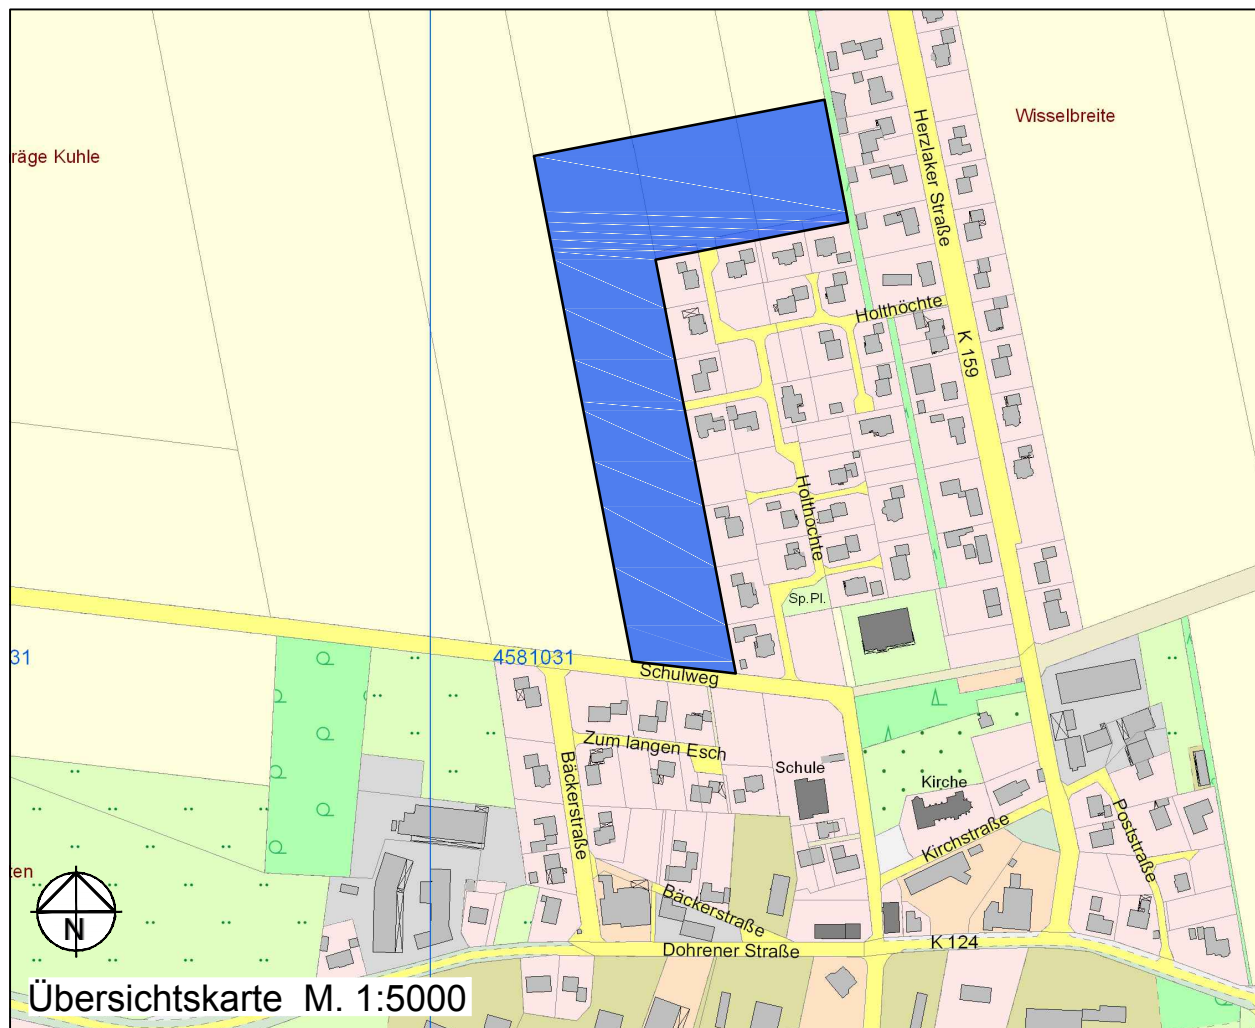 Wisselbreite
räge Kuhle
Herzlaker Straße
Holthöchte
K 159
Holthöchte
Sp.Pl.
31
4581031
Schulweg
Zum langen Esch
Bäckerstraße
Schule
Kirche
Poststraße
Kirchstraße
ten
Bäckerstraße
N
K 124
Dohrener Straße
Übersichtskarte M. 1:5000